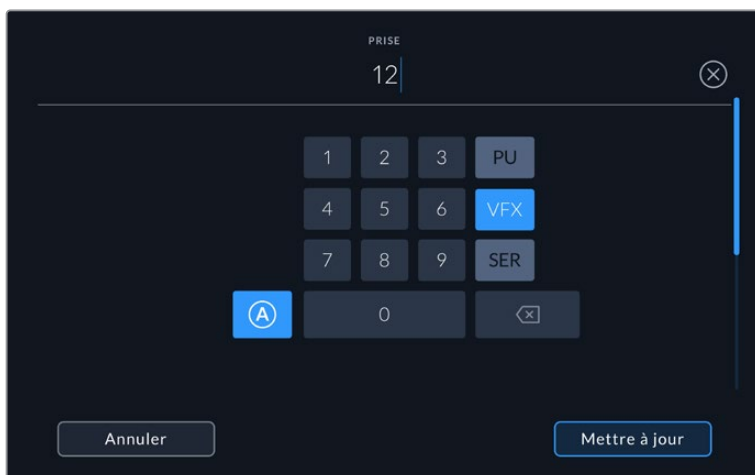 PRISE
12
1 2 3 PU
4 5 6 VFX
7 8 9 SER
A 0
Annuler Mettre à jour